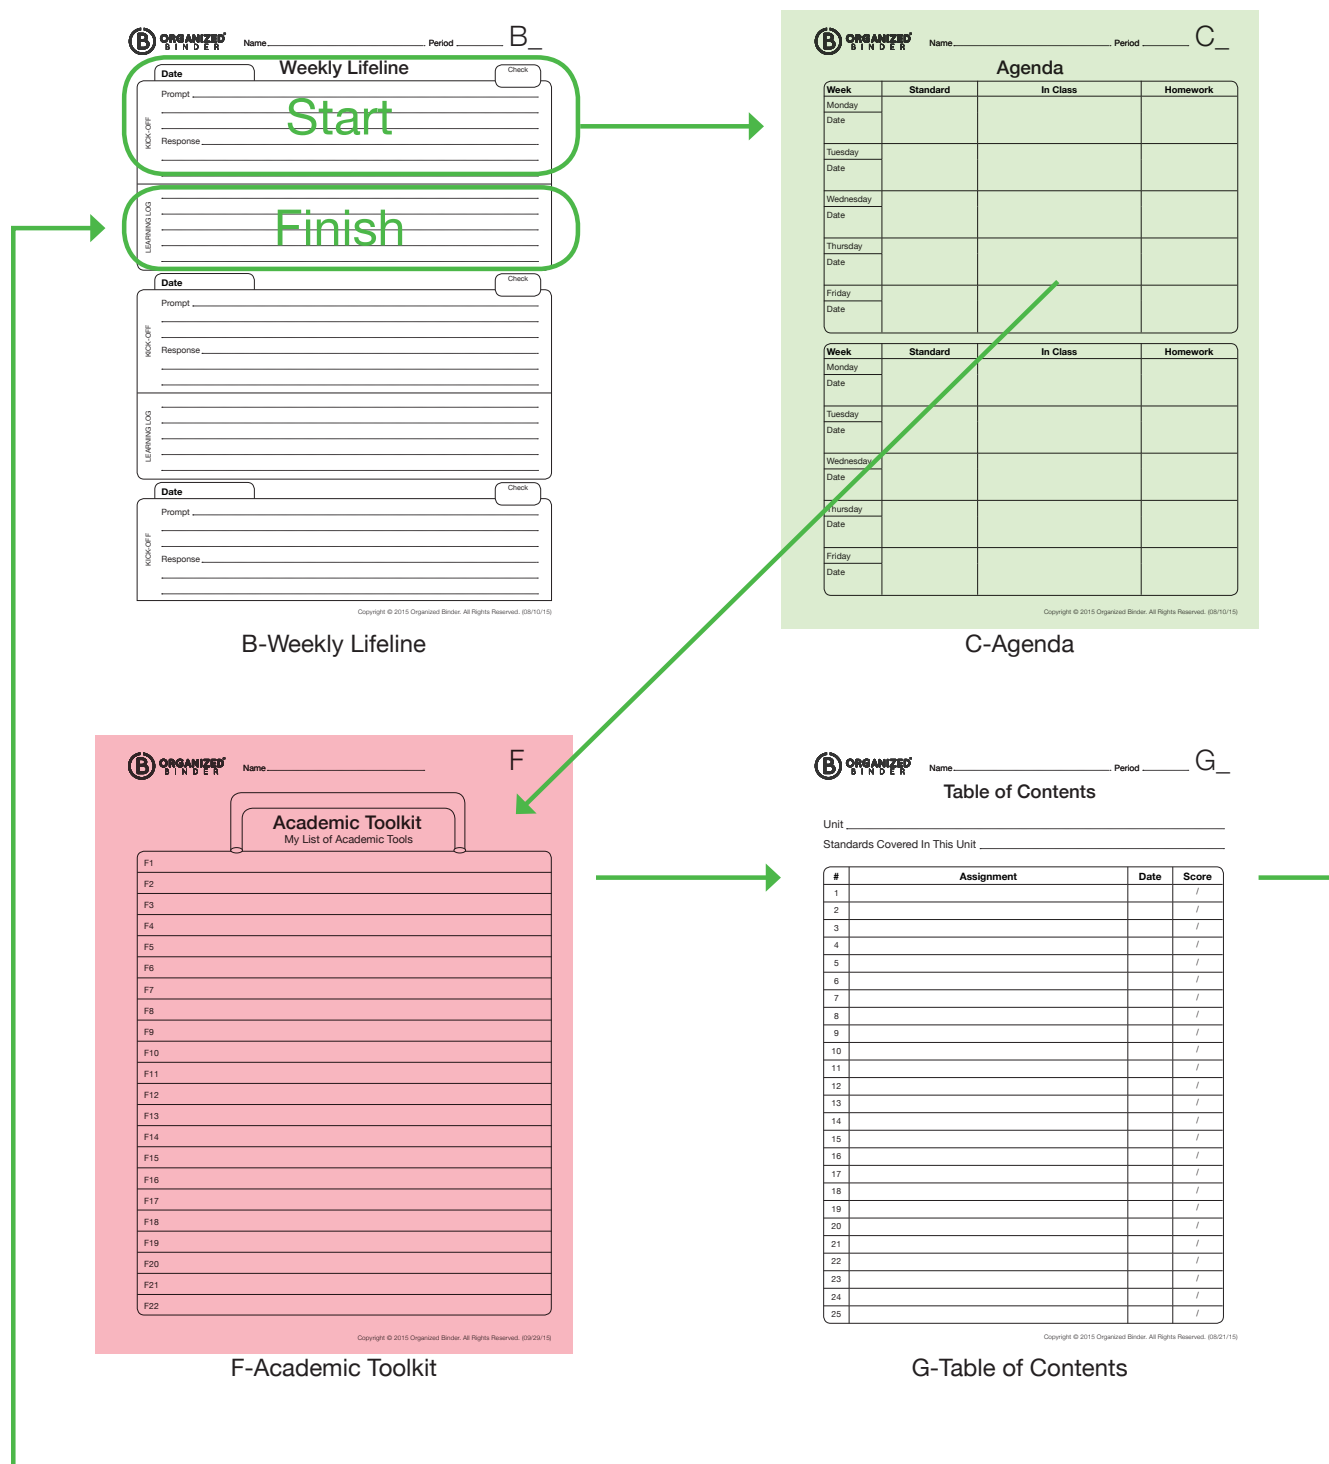 ORGANIZED BINDER Name Period B_
Weekly Lifeline
Date Check
Prompt
Start
KICK-OFF
Response
LEARNING LOG
Finish
Date Check
Prompt
KICK-OFF
Response
LEARNING LOG
Date Check
Prompt
KICK-OFF
Response
Copyright © 2015 Organized Binder. All Rights Reserved. (08/10/15)
B-Weekly Lifeline
ORGANIZED BINDER Name Period C_
Agenda
Week Standard In Class Homework
Monday
Date
Tuesday
Date
Wednesday
Date
Thursday
Date
Friday
Date
Week Standard In Class Homework
Monday
Date
Tuesday
Date
Wednesday
Date
Thursday
Date
Friday
Date
Copyright © 2015 Organized Binder. All Rights Reserved. (08/10/15)
C-Agenda
ORGANIZED BINDER Name F
Academic Toolkit
My List of Academic Tools
F1
F2
F3
F4
F5
F6
F7
F8
F9
F10
F11
F12
F13
F14
F15
F16
F17
F18
F19
F20
F21
F22
Copyright © 2015 Organized Binder. All Rights Reserved. (09/29/15)
F-Academic Toolkit
ORGANIZED BINDER Name Period G_
Table of Contents
Unit
Standards Covered In This Unit
# Assignment Date Score
1 /
2 /
3 /
4 /
5 /
6 /
7 /
8 /
9 /
10 /
11 /
12 /
13 /
14 /
15 /
16 /
17 /
18 /
19 /
20 /
21 /
22 /
23 /
24 /
25 /
Copyright © 2015 Organized Binder. All Rights Reserved. (08/21/15)
G-Table of Contents